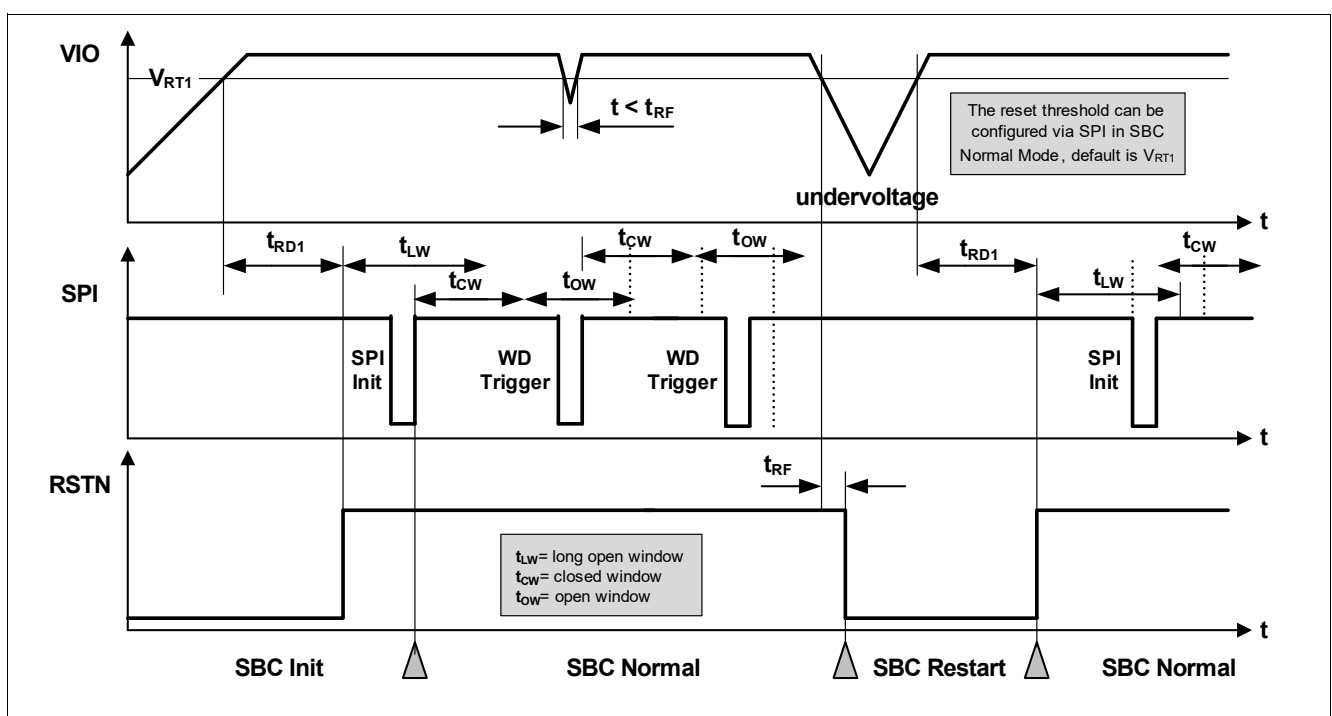 VIO
VRT1
t < tRF
The reset threshold can be
configured via SPI in SBC
Normal Mode, default is VRT1
undervoltage
t
tRD1
tLW
tCW
tOW
tCW
tOW
tRD1
tLW
tCW
SPI
SPI
Init
WD
Trigger
WD
Trigger
SPI
Init
t
RSTN
tRF
tLW= long open window
tCW= closed window
tOW= open window
t
SBC Init
SBC Normal
SBC Restart
SBC Normal